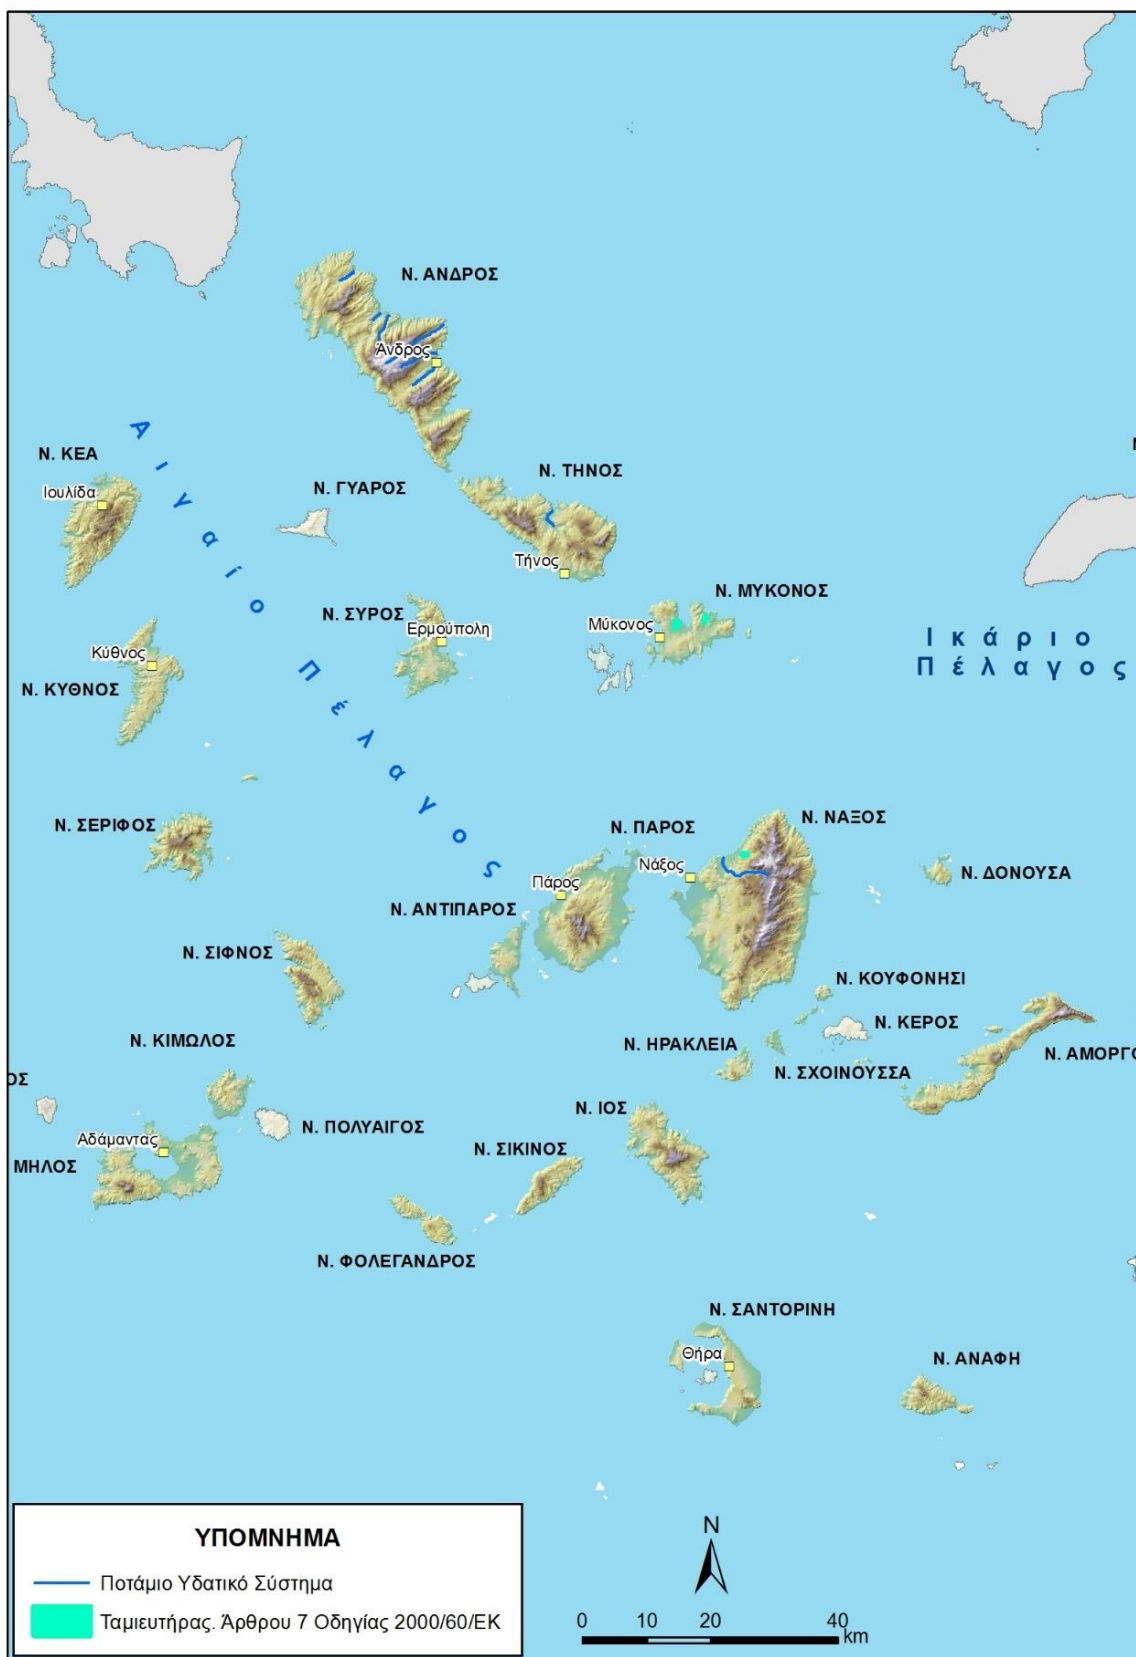 Ν. ΑΝΔΡΟΣ
Άνδρος
Αιγαίο Πέλαγος
Ν. ΚΕΑ
Ιουλίδα
Ν. ΓΥΑΡΟΣ
Ν. ΤΗΝΟΣ
Τήνος
Ν. ΣΥΡΟΣ
Ερμούπολη
Ν. ΜΥΚΟΝΟΣ
Μύκονος
Ικάριο
Πέλαγος
Κύθνος
Ν. ΚΥΘΝΟΣ
Ν. ΣΕΡΙΦΟΣ
Ν. ΠΑΡΟΣ
Ν. ΝΑΞΟΣ
Νάξος
Πάρος
Ν. ΔΟΝΟΥΣΑ
Ν. ΑΝΤΙΠΑΡΟΣ
Ν. ΣΙΦΝΟΣ
Ν. ΚΟΥΦΟΝΗΣΙ
Ν. ΚΕΡΟΣ
Ν. ΗΡΑΚΛΕΙΑ
Ν. ΣΧΟΙΝΟΥΣΣΑ
Ν. ΑΜΟΡΓΟ
Ν. ΚΙΜΩΛΟΣ
ΟΣ
Ν. ΠΟΛΥΑΙΓΟΣ
Αδάμαντας
ΜΗΛΟΣ
Ν. ΙΟΣ
Ν. ΣΙΚΙΝΟΣ
Ν. ΦΟΛΕΓΑΝΔΡΟΣ
Ν. ΣΑΝΤΟΡΙΝΗ
Θήρα
Ν. ΑΝΑΦΗ
ΥΠΟΜΝΗΜΑ
Ποτάμιο Υδατικό Σύστημα
Ταμιευτήρας. Άρθρου 7 Οδηγίας 2000/60/ΕΚ
N
0 10 20 40
km